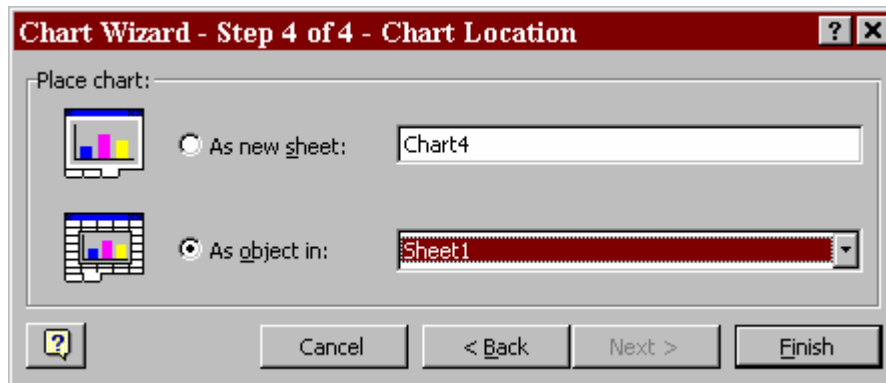 Chart Wizard - Step 4 of 4 - Chart Location ? X
Place chart:
As new sheet: Chart4
As object in: Sheet1
? Cancel < Back Next > Finish